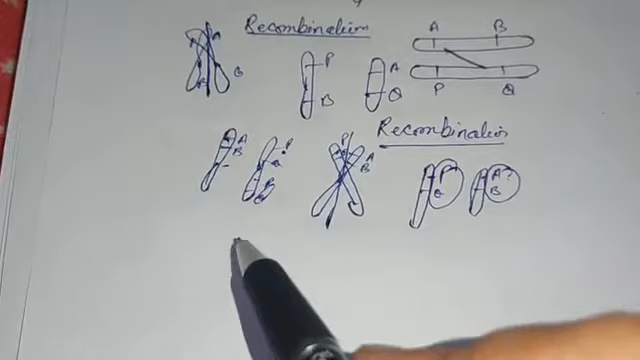 Recombination
A B
A
P A
Q
B Q
P Q
Recombination
A P
B
P
A
B
P A
Q B